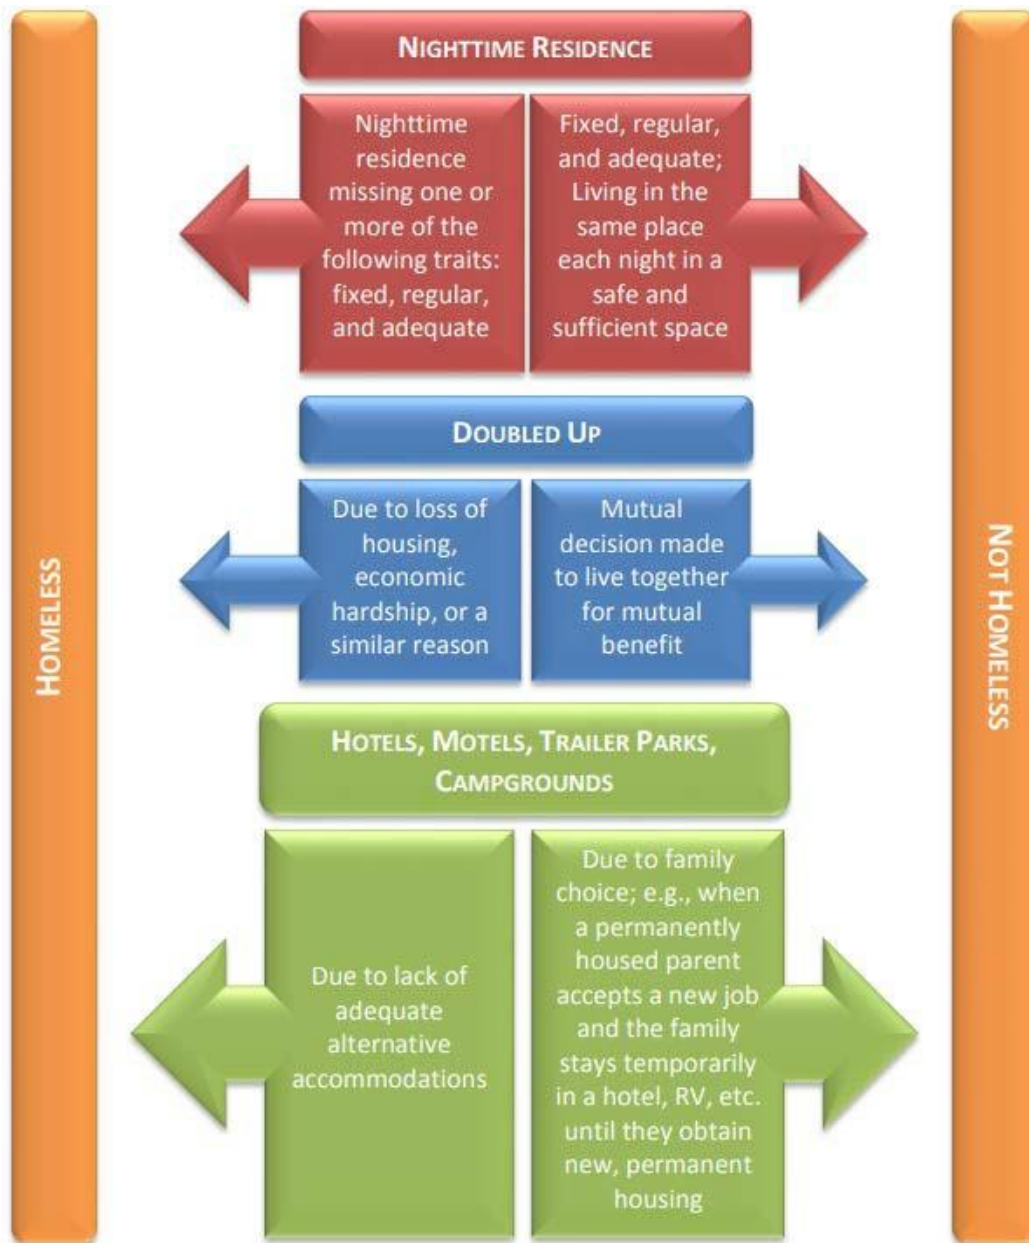 HOMELESS
NIGHTTIME RESIDENCE
Nighttime
residence
missing one or
more of the
following traits:
fixed, regular,
and adequate
Fixed, regular,
and adequate;
Living in the
same place
each night in a
safe and
sufficient space
DOUBLED UP
Due to loss of
housing,
economic
hardship, or a
similar reason
Mutual
decision made
to live together
for mutual
benefit
HOTELS, MOTELS, TRAILER PARKS,
CAMPGROUNDS
Due to lack of
adequate
alternative
accommodations
Due to family
choice; e.g., when
a permanently
housed parent
accepts a new job
and the family
stays temporarily
in a hotel, RV, etc.
until they obtain
new, permanent
housing
NOT HOMELESS